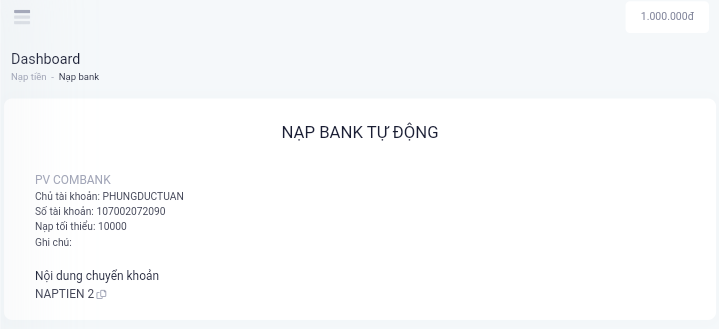 1.000.000đ
Dashboard
Nạp tiền - Nạp bank
NẠP BANK TỰ ĐỘNG
PV COMBANK
Chủ tài khoản: PHUNGDUCTUAN
Số tài khoản: 107002072090
Nạp tối thiểu: 10000
Ghi chú:
Nội dung chuyển khoản
NAPTIEN 2